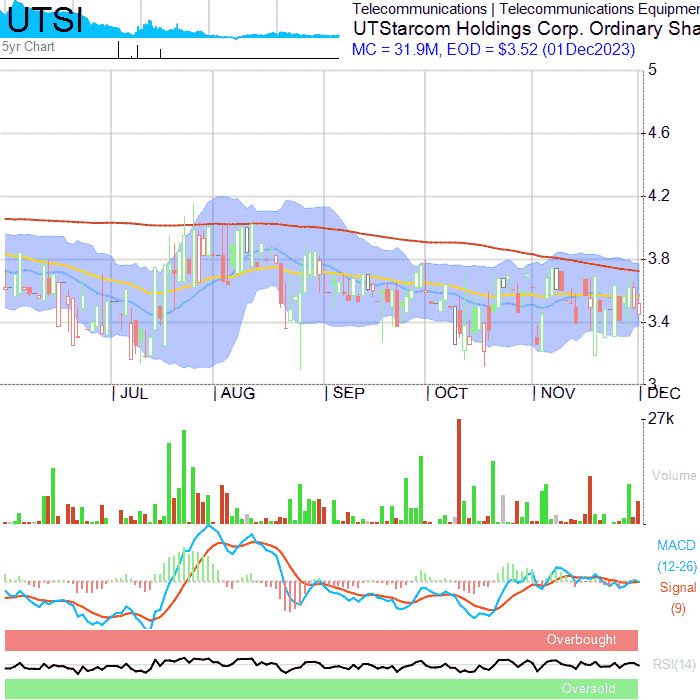 UTSI
5yr Chart
Telecommunications | Telecommunications Equipmen
UTStarcom Holdings Corp. Ordinary Sha
MC = 31.9M, EOD = $3.52 (01Dec2023)
5
4.6
4.2
3.8
3.4
3
JUL AUG SEP OCT NOV DEC
27k
Volume
MACD
(12-26)
Signal
(9)
Overbought
RSI(14)
Oversold